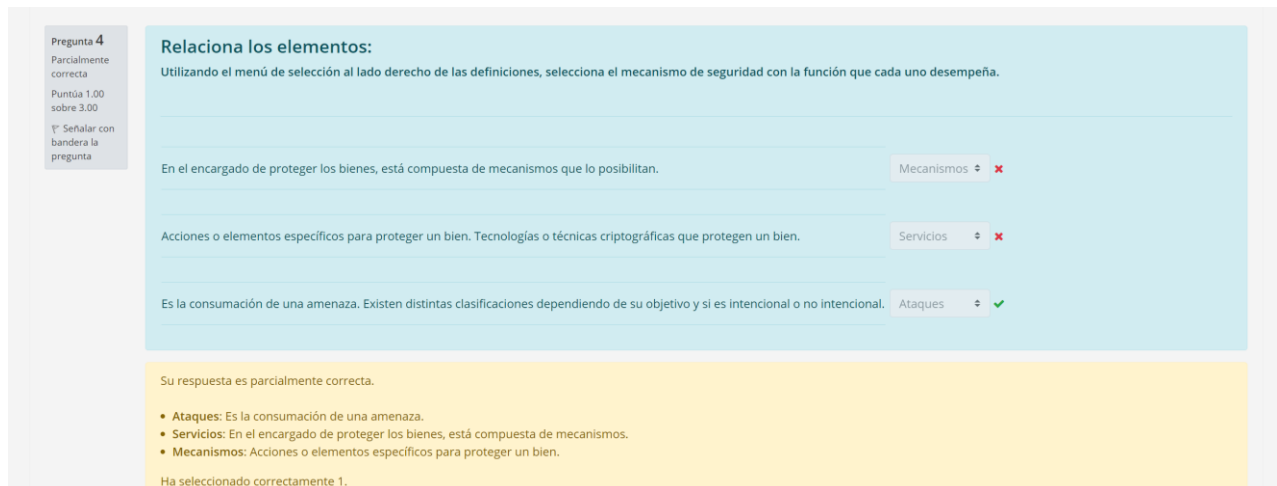 Pregunta 4
Parcialmente
correcta
Puntúa 1.00
sobre 3.00
Señalar con
bandera la
pregunta
Relaciona los elementos:
Utilizando el menú de selección al lado derecho de las definiciones, selecciona el mecanismo de seguridad con la función que cada uno desempeña.
En el encargado de proteger los bienes, está compuesta de mecanismos que lo posibilitan. Mecanismos
Acciones o elementos específicos para proteger un bien. Tecnologías o técnicas criptográficas que protegen un bien. Servicios
Es la consumación de una amenaza. Existen distintas clasificaciones dependiendo de su objetivo y si es intencional o no intencional. Ataques
Su respuesta es parcialmente correcta.
• Ataques: Es la consumación de una amenaza.
• Servicios: En el encargado de proteger los bienes, está compuesta de mecanismos.
• Mecanismos: Acciones o elementos específicos para proteger un bien.
Ha seleccionado correctamente 1.